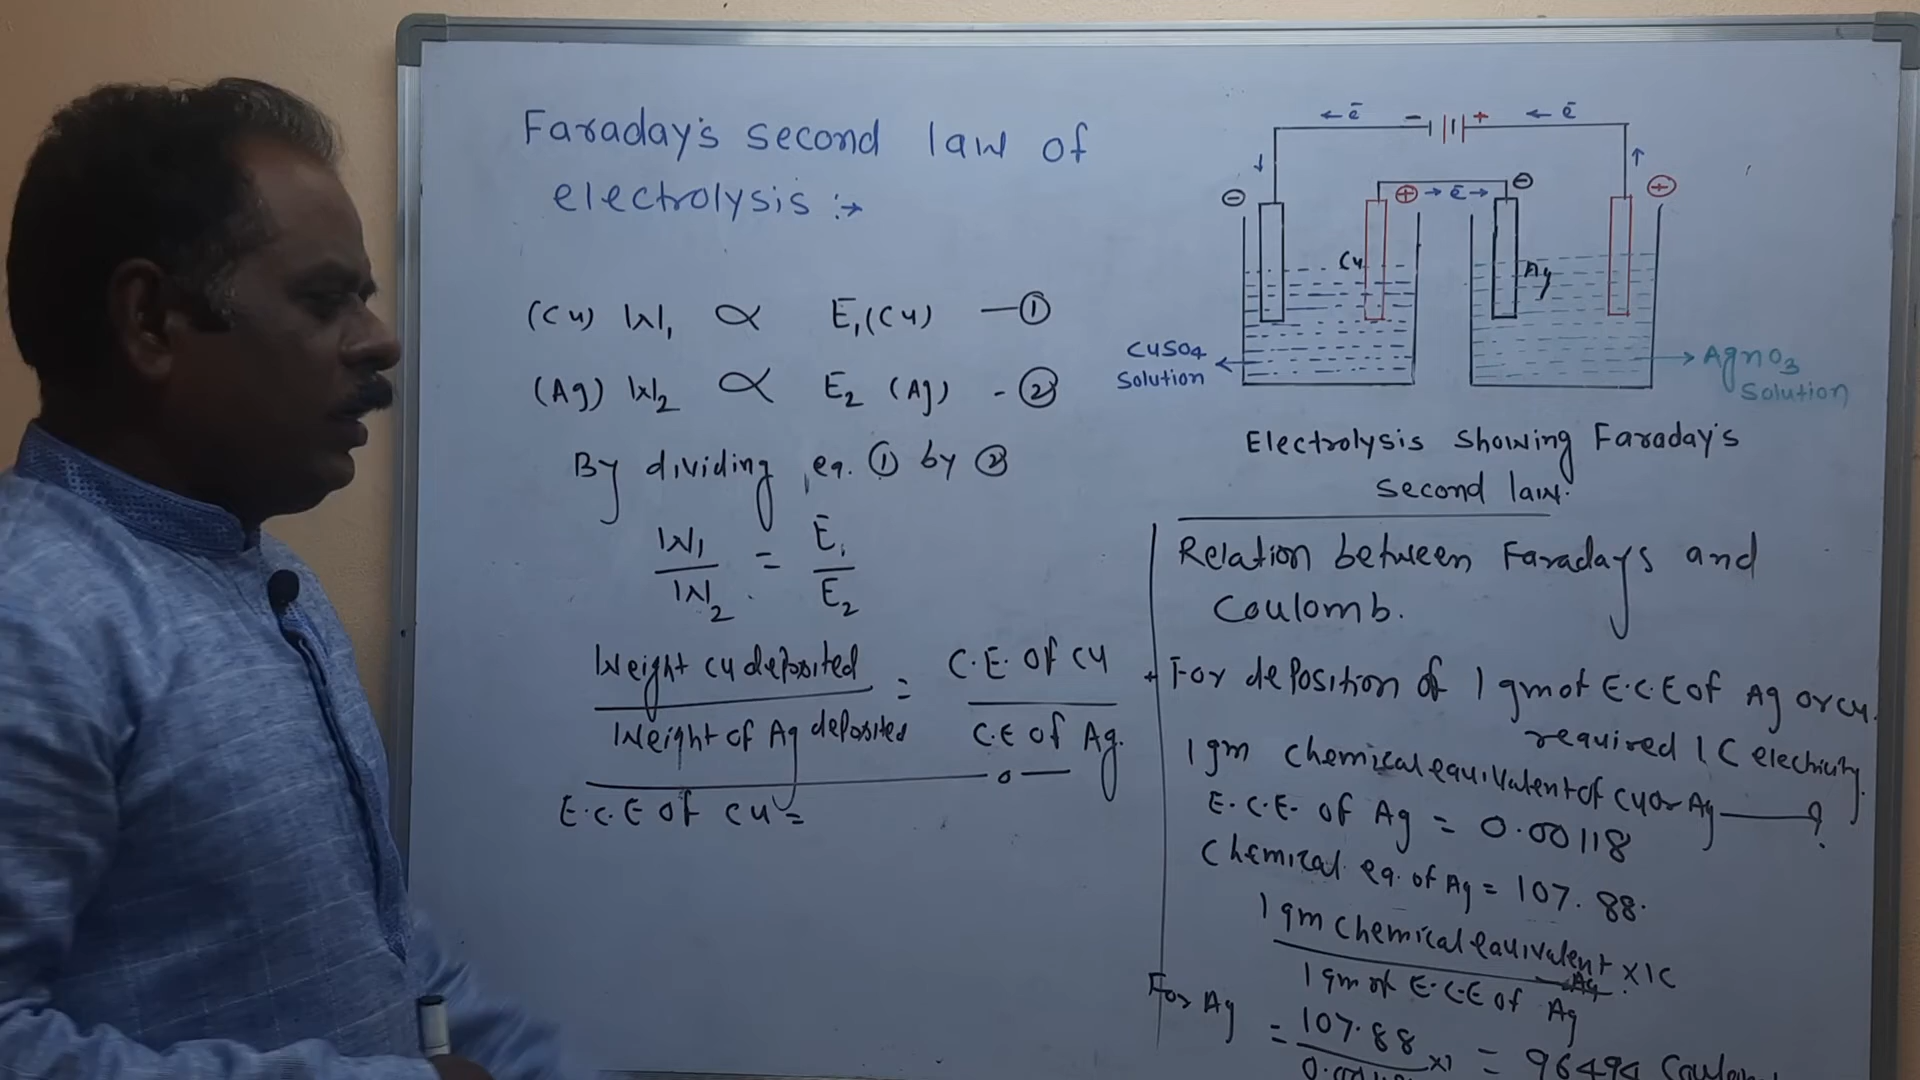 Faraday's second law of
electrolysis :→
(Cu) W₁ ∝ E₁(Cu) — ①
(Ag) W₂ ∝ E₂ (Ag) - ②
By dividing eq. ① by ②
W₁/W₂ = E₁/E₂
Weight Cu deposited / Weight of Ag deposited = C.E. of Cu / C.E of Ag.
E.C.E of Cu =
← ē - + ← ē
⊖ ⊕ → ē → ⊖ ⊕
Cu Ag
CuSO4
Solution
AgNO3
Solution
Electrolysis showing Faraday's
second law.
Relation between Faradays and
Coulomb.
For deposition of 1 gm of E.C.E of Ag or Cu.
required 1 C electricity.
1 gm chemical equivalent of Cu or Ag — ?
E.C.E. of Ag = 0.00118
Chemical eq. of Ag = 107.88.
1 gm chemical equivalent × 1C
1 gm of E.C.E of Ag
For Ag
= 107.88 ×1 = 96494